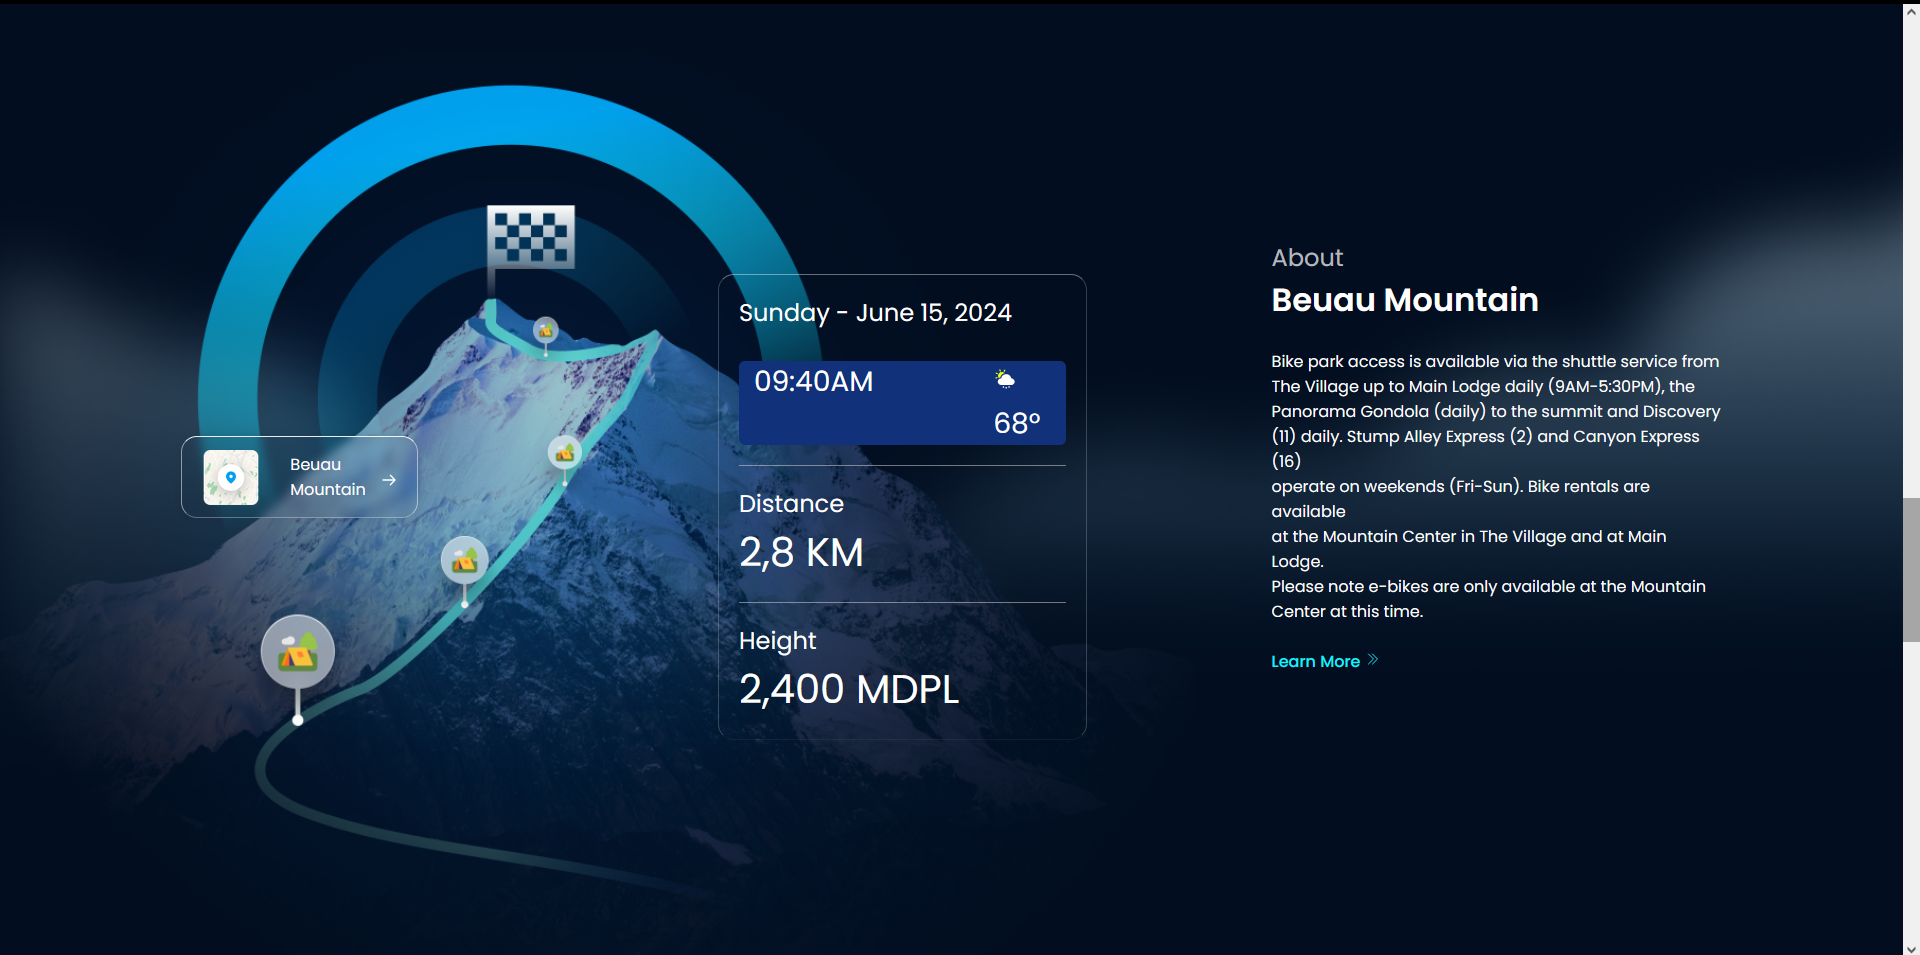 Sunday - June 15, 2024
09:40AM
68°
Distance
2,8 KM
Height
2,400 MDPL
Beuau
Mountain
About
Beuau Mountain
Bike park access is available via the shuttle service from
The Village up to Main Lodge daily (9AM-5:30PM), the
Panorama Gondola (daily) to the summit and Discovery
(11) daily. Stump Alley Express (2) and Canyon Express
(16)
operate on weekends (Fri-Sun). Bike rentals are
available
at the Mountain Center in The Village and at Main
Lodge.
Please note e-bikes are only available at the Mountain
Center at this time.
Learn More